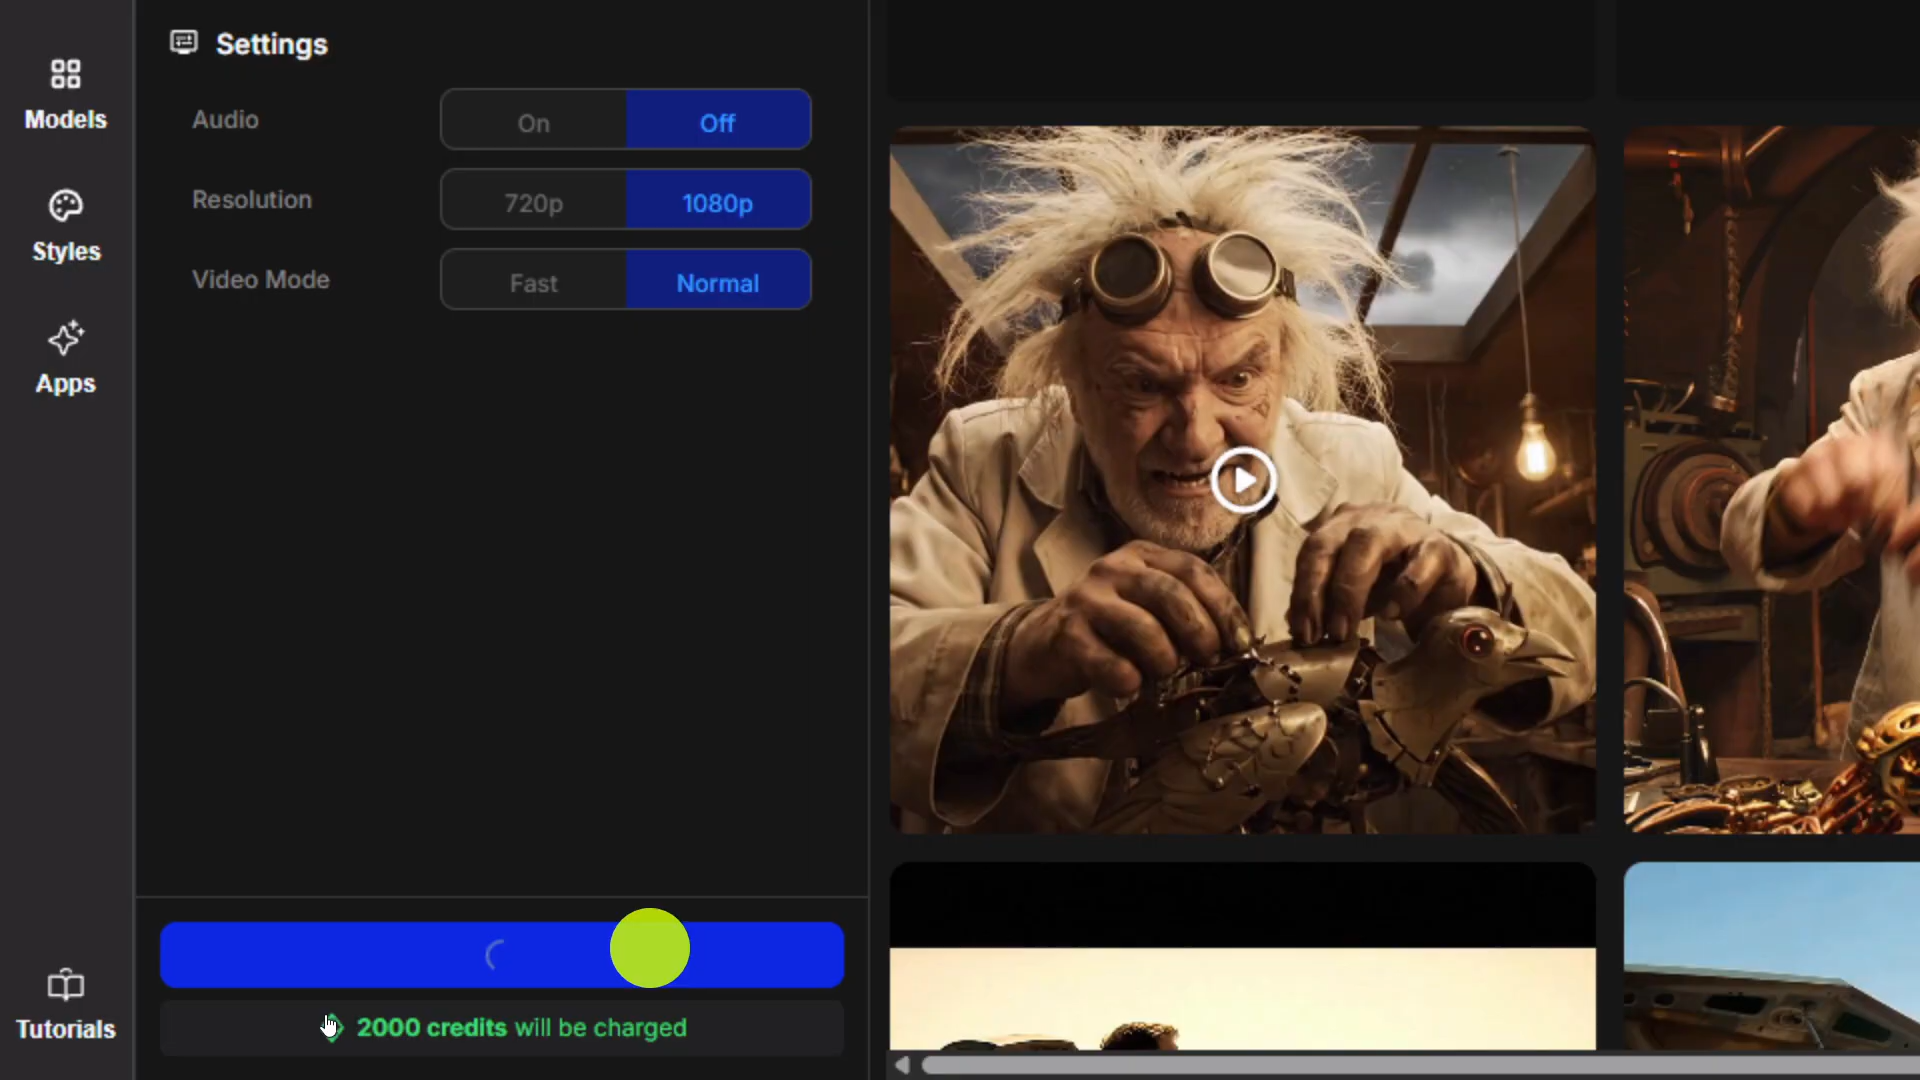 Models
Styles
Apps
Tutorials
Settings
Audio
On
Off
Resolution
720p
1080p
Video Mode
Fast
Normal
2000 credits will be charged